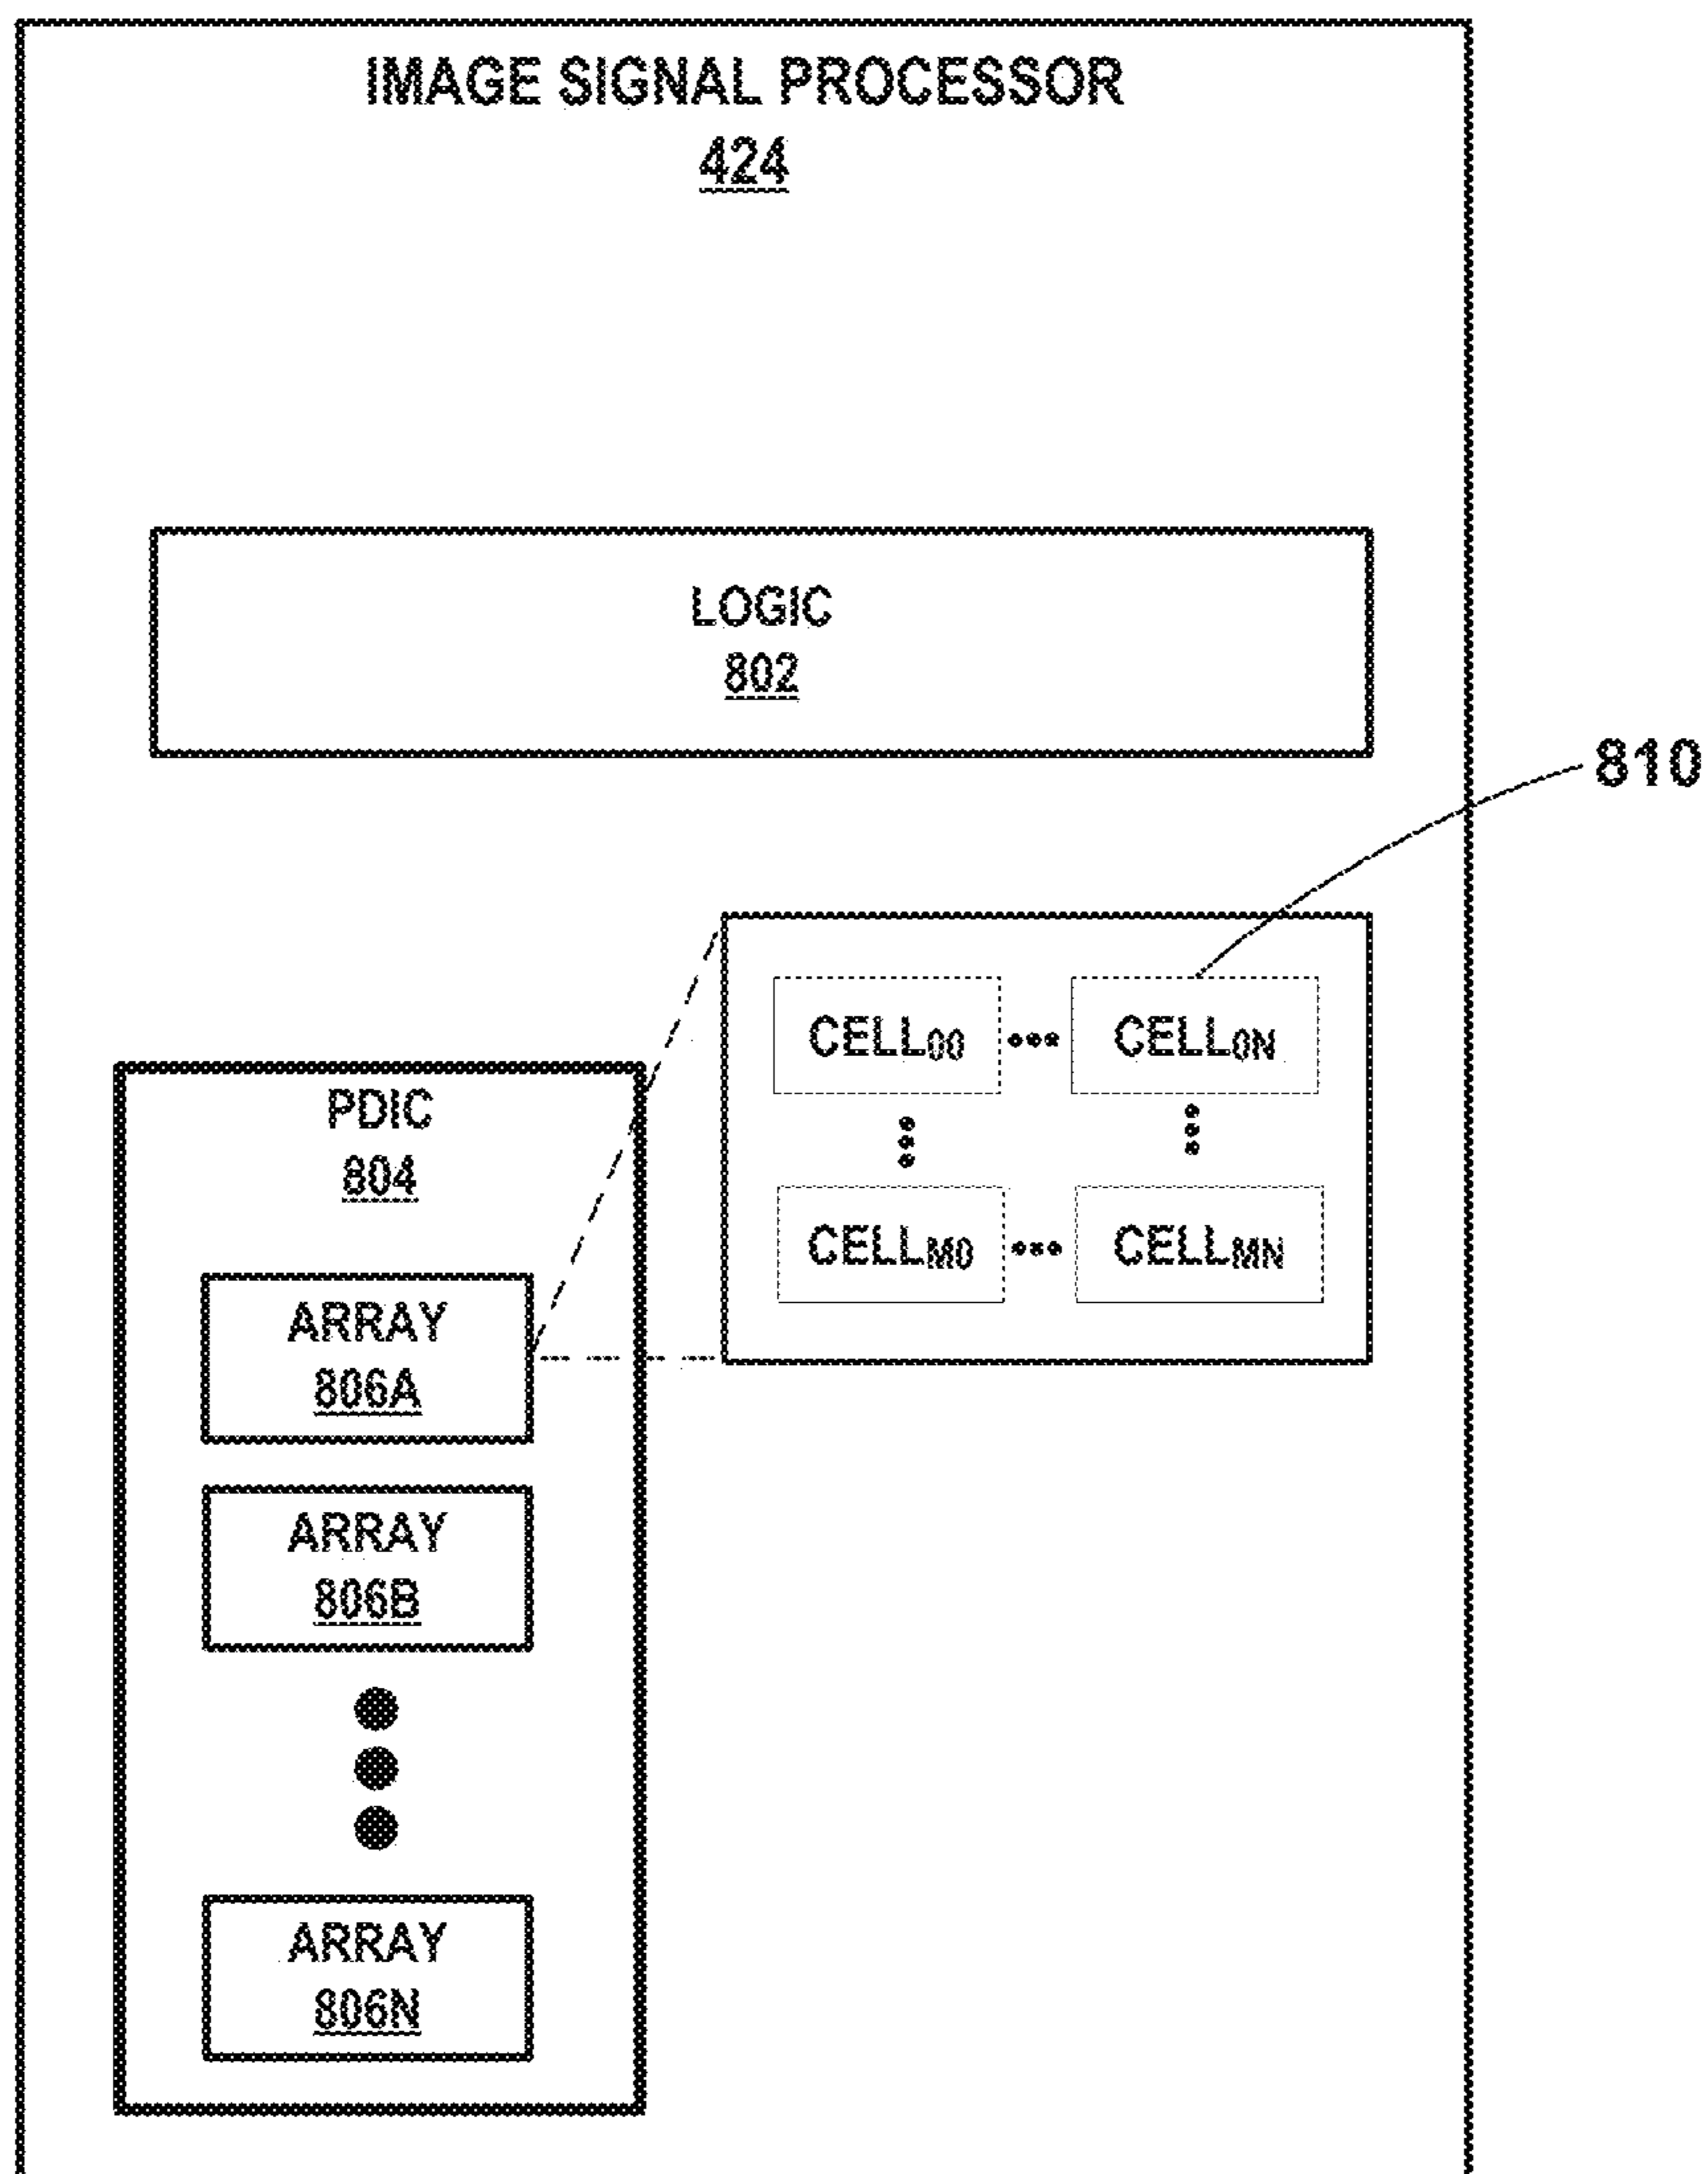 IMAGE SIGNAL PROCESSOR
424
LOGIC
802
810
CELL00 ••• CELL0N
CELLM0 ••• CELLMN
PDIC
804
ARRAY
806A
ARRAY
806B
ARRAY
806N